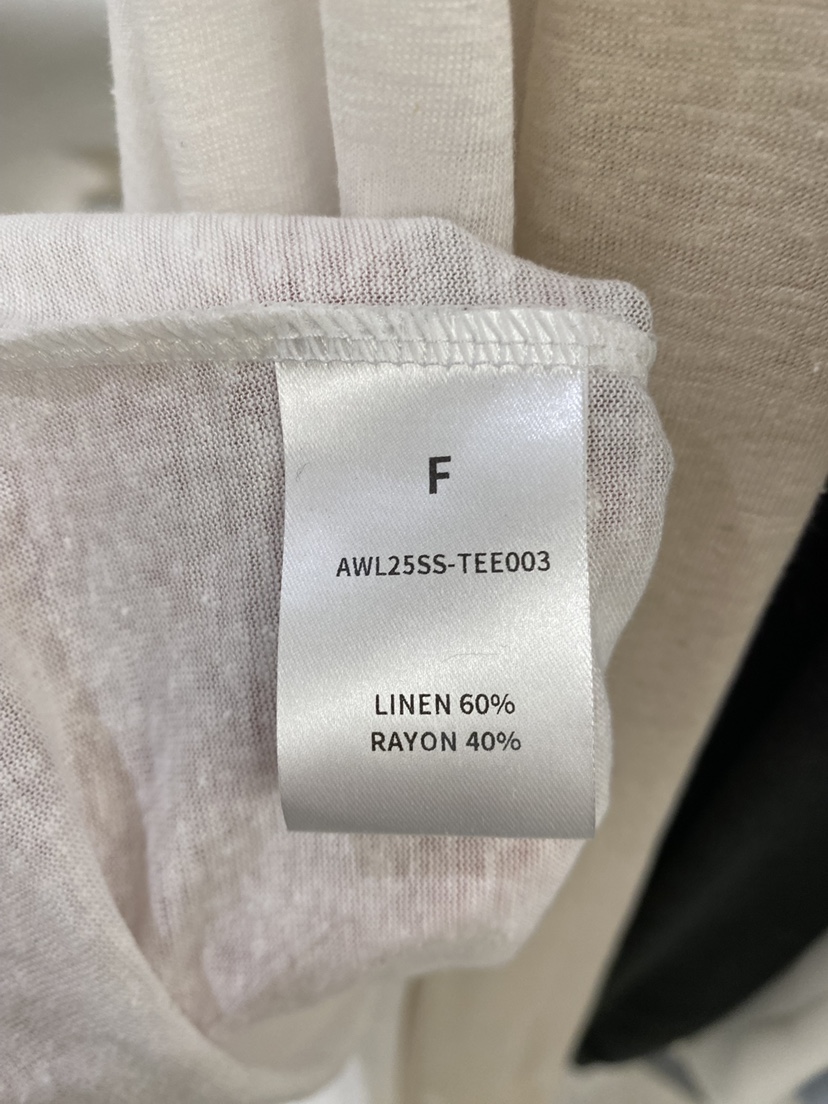 F
AWL25SS-TEE003
LINEN 60%
RAYON 40%